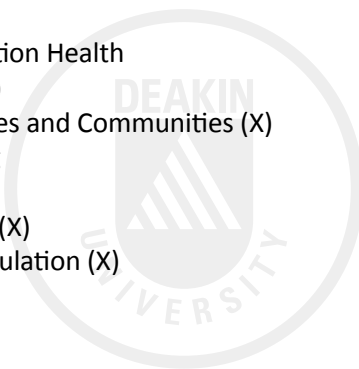 tion Health
)
es and Communities (X)
(X)
ulation (X)
DEAKIN
UNIVERSITY